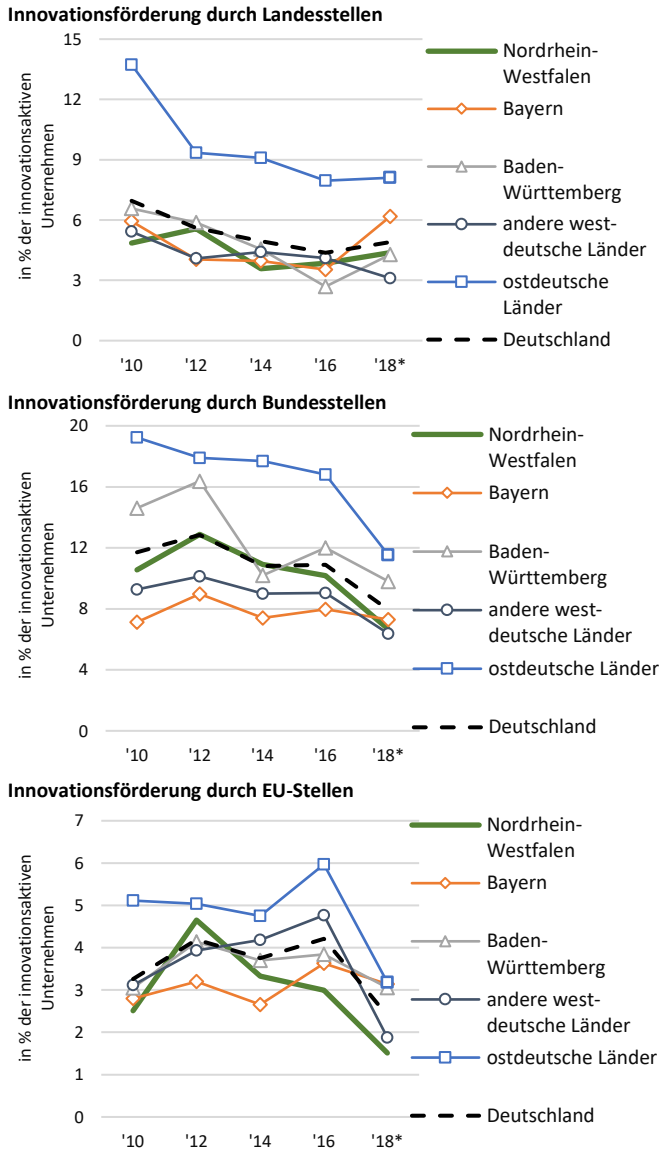 Innovationsförderung durch Landesstellen
in % der innovationsaktiven
Unternehmen
15
12
9
6
3
0
'10
'12
'14
'16
'18*
Nordrhein-
Westfalen
Bayern
Baden-
Württemberg
andere west-
deutsche Länder
ostdeutsche
Länder
Deutschland
Innovationsförderung durch Bundesstellen
in % der innovationsaktiven
Unternehmen
20
16
12
8
4
0
'10
'12
'14
'16
'18*
Nordrhein-
Westfalen
Bayern
Baden-
Württemberg
andere west-
deutsche Länder
ostdeutsche Länder
Deutschland
Innovationsförderung durch EU-Stellen
in % der innovationsaktiven
Unternehmen
7
6
5
4
3
2
1
0
'10
'12
'14
'16
'18*
Nordrhein-
Westfalen
Bayern
Baden-
Württemberg
andere west-
deutsche Länder
ostdeutsche Länder
Deutschland